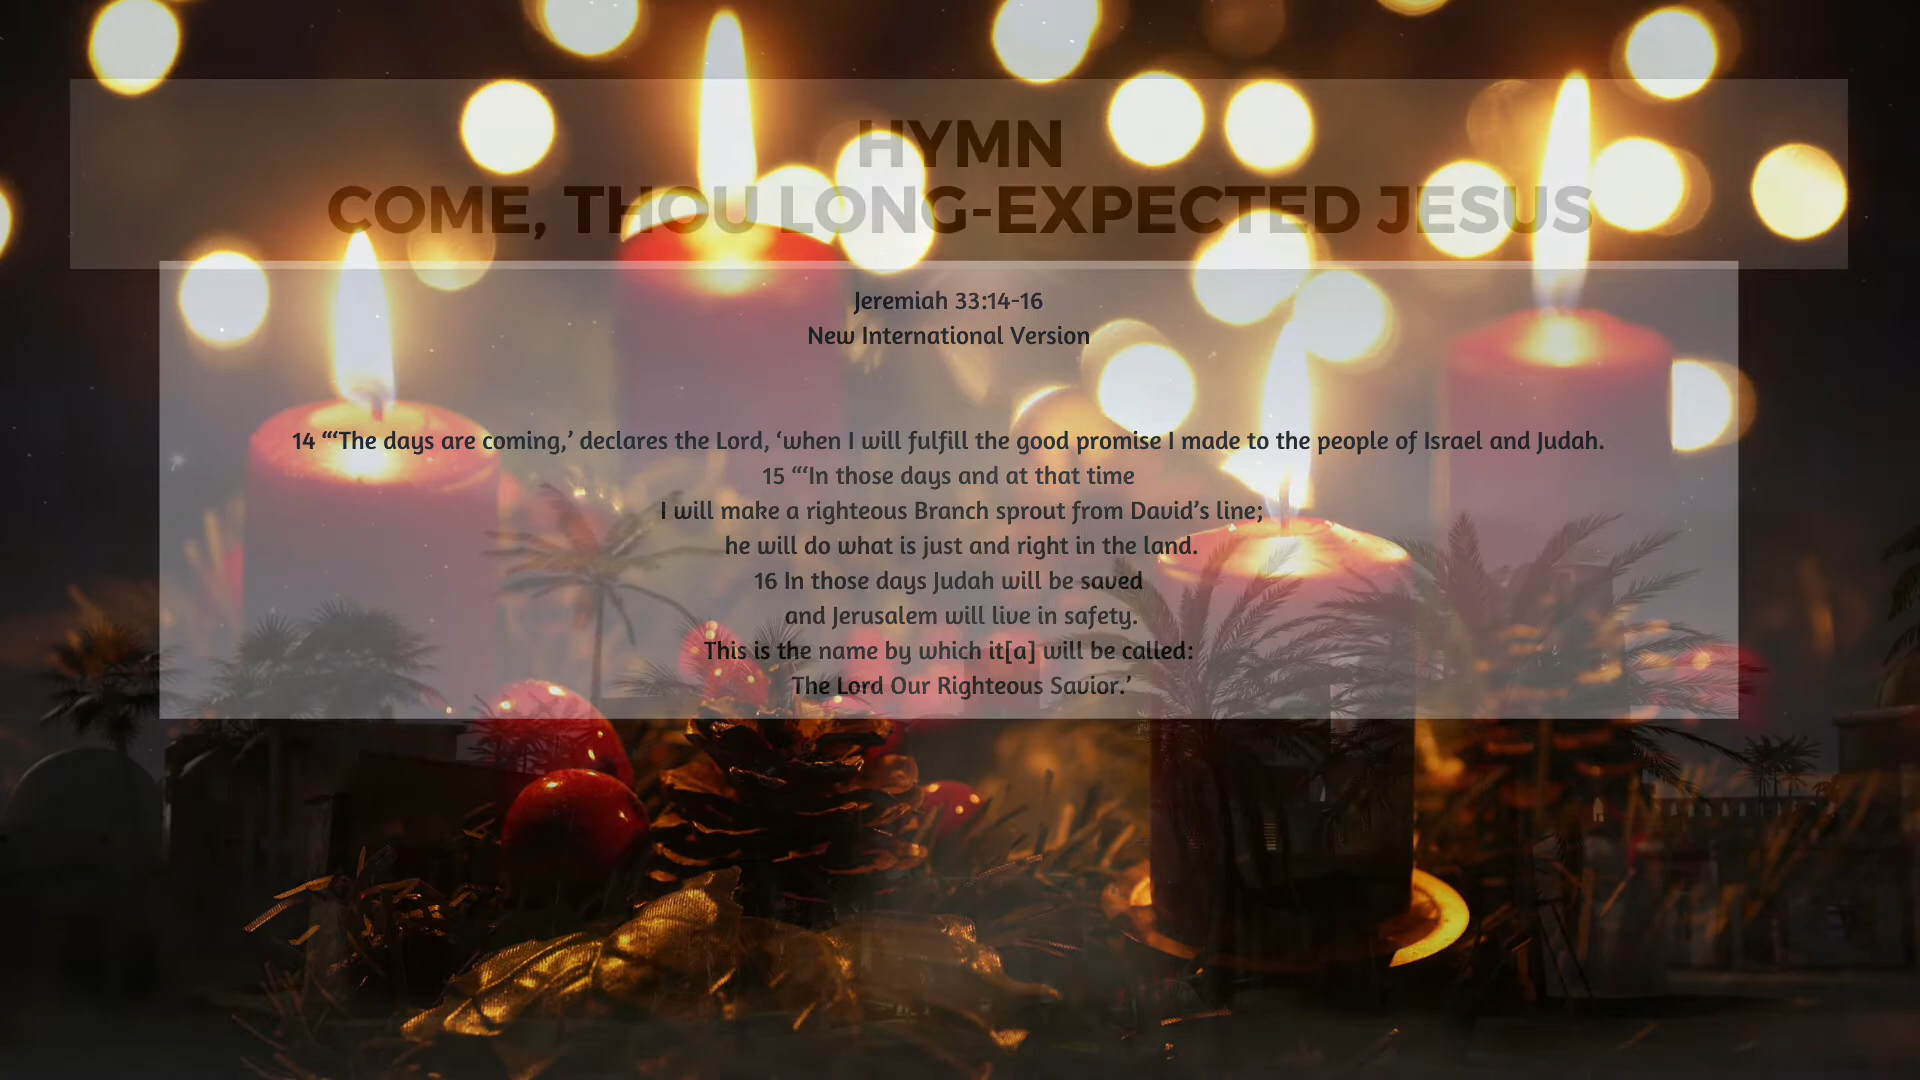 HYMN
COME, THOU LONG-EXPECTED JESUS
Jeremiah 33:14-16
New International Version
14 “‘The days are coming,’ declares the Lord, ‘when I will fulfill the good promise I made to the people of Israel and Judah.
15 “‘In those days and at that time
I will make a righteous Branch sprout from David’s line;
he will do what is just and right in the land.
16 In those days Judah will be saved
and Jerusalem will live in safety.
This is the name by which it[a] will be called:
The Lord Our Righteous Savior.’